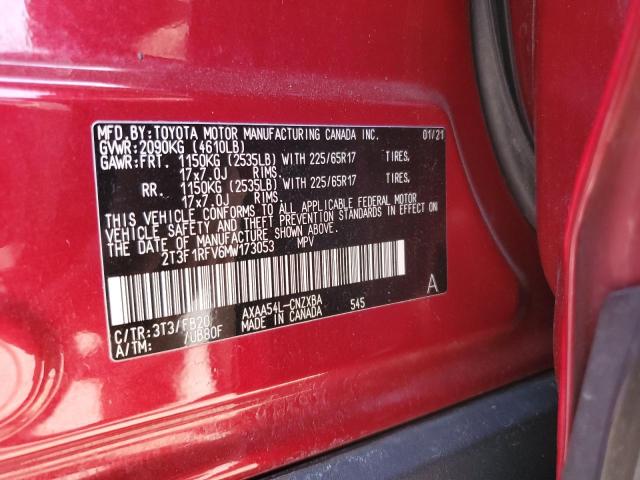 MFD.BY:TOYOTA MOTOR MANUFACTURING CANADA INC. 01/21
GVWR:2090KG (4610LB)
GAWR:FRT. 1150KG (2535LB) WITH 225/65R17 TIRES,
17x7.0J RIMS.
RR. 1150KG (2535LB) WITH 225/65R17 TIRES,
17x7.0J RIMS.
THIS VEHICLE CONFORMS TO ALL APPLICABLE FEDERAL MOTOR
VEHICLE SAFETY AND THEFT PREVENTION STANDARDS IN EFFECT ON
THE DATE OF MANUFACTURE SHOWN ABOVE.
2T3F1RFV6MW173053 MPV
C/TR:3T3/FB20 AXAA54L-CNZXBA 545 A
A/TM: /UB80F MADE IN CANADA